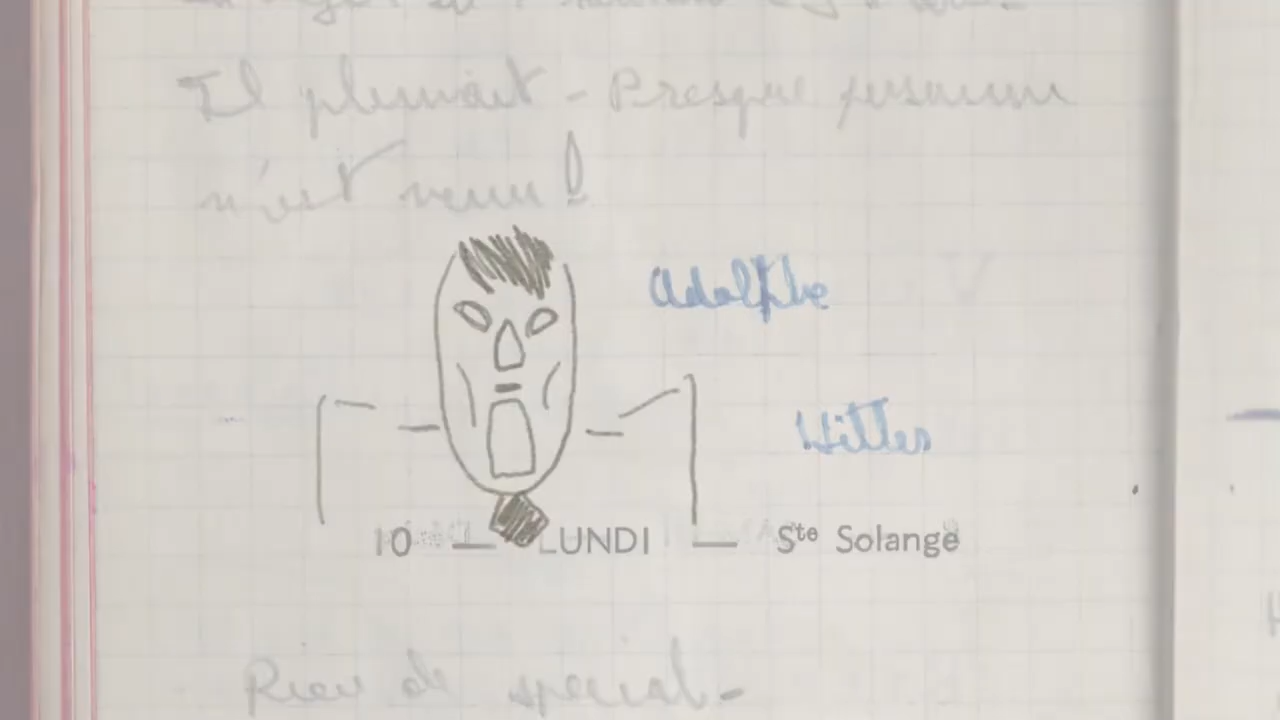 Il pleuvait - Presque personne
n'est venu !
Adolphe
Hitler
10 — LUNDI — Ste Solange
Rien de special -